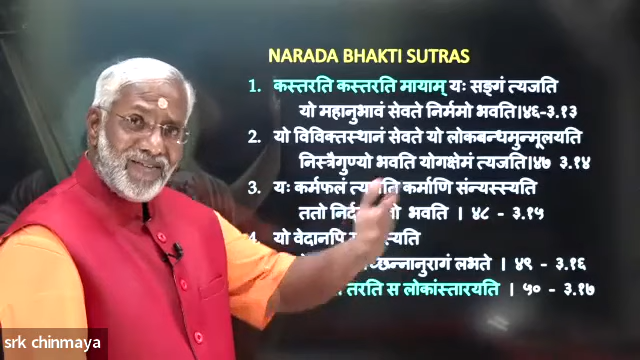 NARADA BHAKTI SUTRAS
1. कस्तरति कस्तरति मायाम् यः सङ्गं त्यजति
यो महानुभावं सेवते निर्ममो भवति।४६-३.१३
2. यो विविक्तस्थानं सेवते यो लोकबन्धमुन्मूलयति
निस्त्रैगुण्यो भवति योगक्षेमं त्यजति।४७ ३.१४
3. यः कर्मफलं कर्माणि संन्यस्स्यति
ततो भवति । ४८ - ३.१५
4. यो वेदानपि
लभते । ४९ - ३.१६
तरति स लोकांस्तारयति । ५० - ३.१७
srk chinmaya